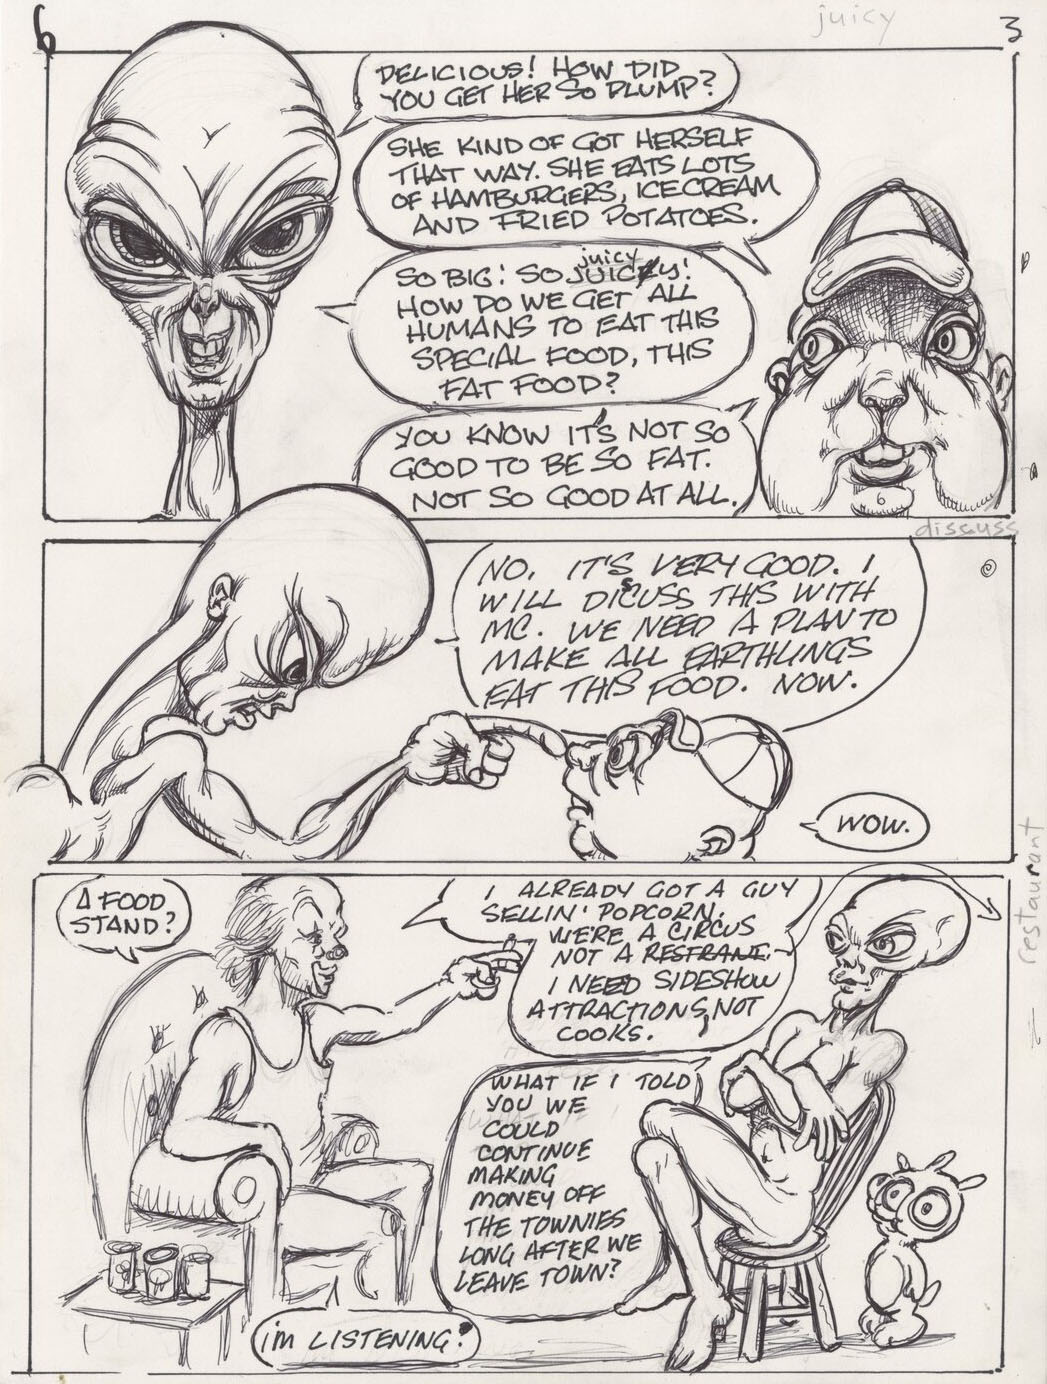 6
juicy
3
DELICIOUS! HOW DID
YOU GET HER SO PLUMP?
SHE KIND OF GOT HERSELF
THAT WAY. SHE EATS LOTS
OF HAMBURGERS, ICECREAM
AND FRIED POTATOES.
juicy
SO BIG! SO JUICY!
HOW DO WE GET ALL
HUMANS TO EAT THIS
SPECIAL FOOD, THIS
FAT FOOD?
YOU KNOW IT'S NOT SO
GOOD TO BE SO FAT.
NOT SO GOOD AT ALL.
6
discuss
NO. IT'S VERY GOOD. I
WILL DISCUSS THIS WITH
MC. WE NEED A PLAN TO
MAKE ALL EARTHLINGS
EAT THIS FOOD. NOW.
WOW.
A FOOD
STAND?
I ALREADY GOT A GUY
SELLIN' POPCORN.
WE'RE A CIRCUS
NOT A RESTRANT.
I NEED SIDESHOW
ATTRACTIONS, NOT
COOKS.
restaurant
WHAT IF I TOLD
YOU WE
COULD
CONTINUE
MAKING
MONEY OFF
THE TOWNIES
LONG AFTER WE
LEAVE TOWN?
I'M LISTENING?